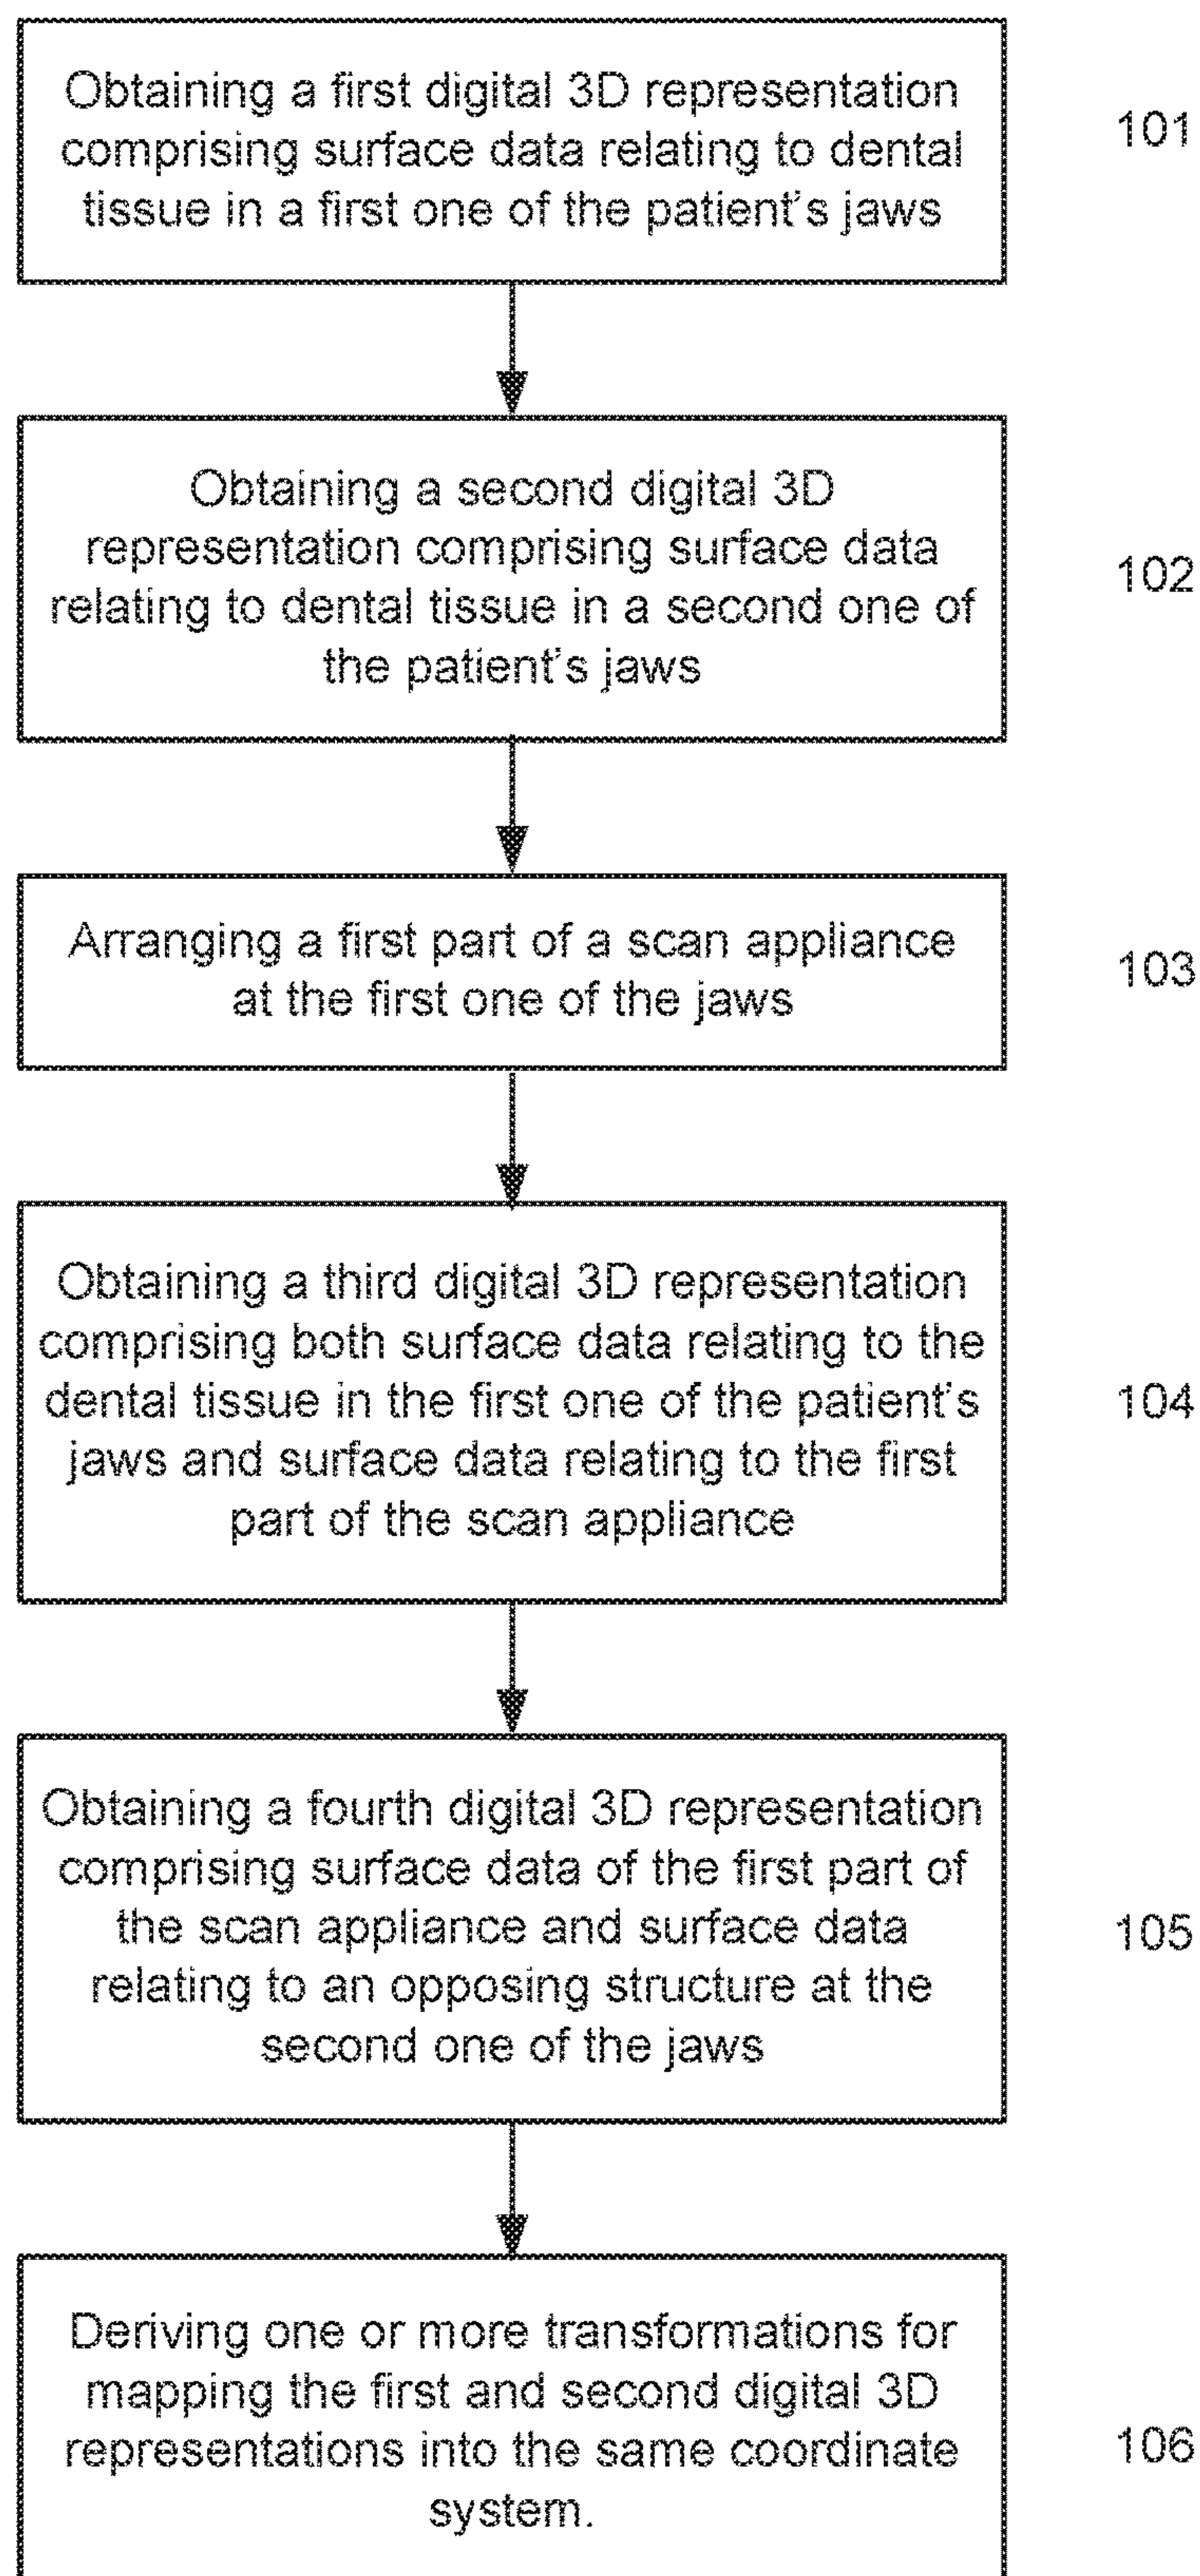 Obtaining a first digital 3D representation
comprising surface data relating to dental
tissue in a first one of the patient's jaws
101
Obtaining a second digital 3D
representation comprising surface data
relating to dental tissue in a second one of
the patient's jaws
102
Arranging a first part of a scan appliance
at the first one of the jaws
103
Obtaining a third digital 3D representation
comprising both surface data relating to the
dental tissue in the first one of the patient's
jaws and surface data relating to the first
part of the scan appliance
104
Obtaining a fourth digital 3D representation
comprising surface data of the first part of
the scan appliance and surface data
relating to an opposing structure at the
second one of the jaws
105
Deriving one or more transformations for
mapping the first and second digital 3D
representations into the same coordinate
system.
106